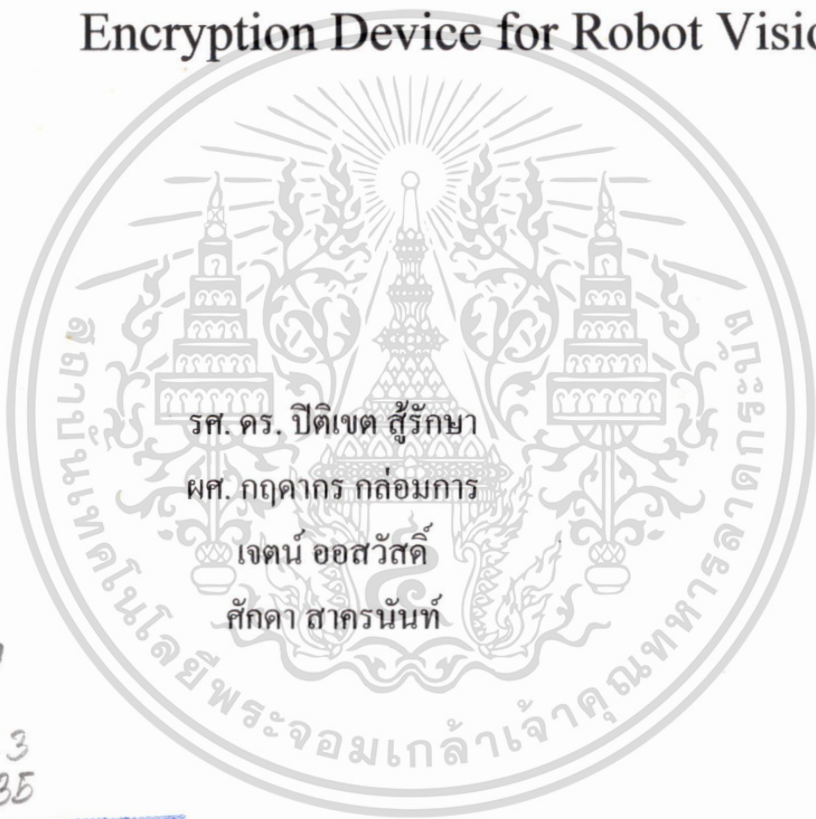 Encryption Device for Robot Visio
รศ. ดร. ปีติเขต สู้รักษา
ผศ. กฤดากร กล่อมการ
เจตน์ ออสวัสดิ์
ศักดา สาครนันท์
สถาบันเทคโนโลยีพระจอมเกล้าเจ้าคุณทหารลาดกระบัง
3
35